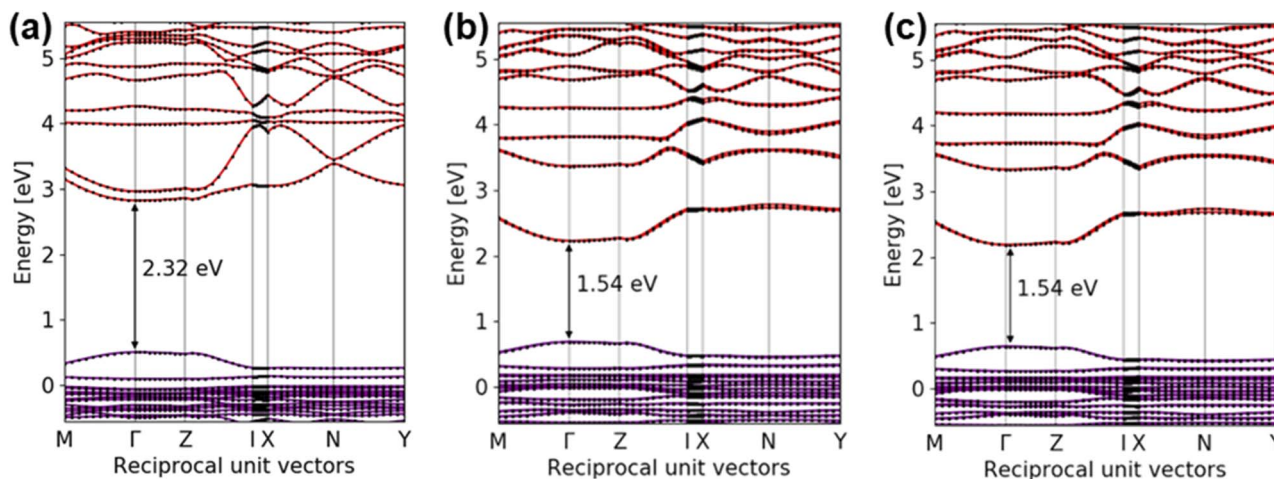 (a)
Energy [eV]
5
4
3
2
1
0
2.32 eV
M Γ Z I X N Y
Reciprocal unit vectors
(b)
Energy [eV]
5
4
3
2
1
0
1.54 eV
M Γ Z I X N Y
Reciprocal unit vectors
(c)
Energy [eV]
5
4
3
2
1
0
1.54 eV
M Γ Z I X N Y
Reciprocal unit vectors